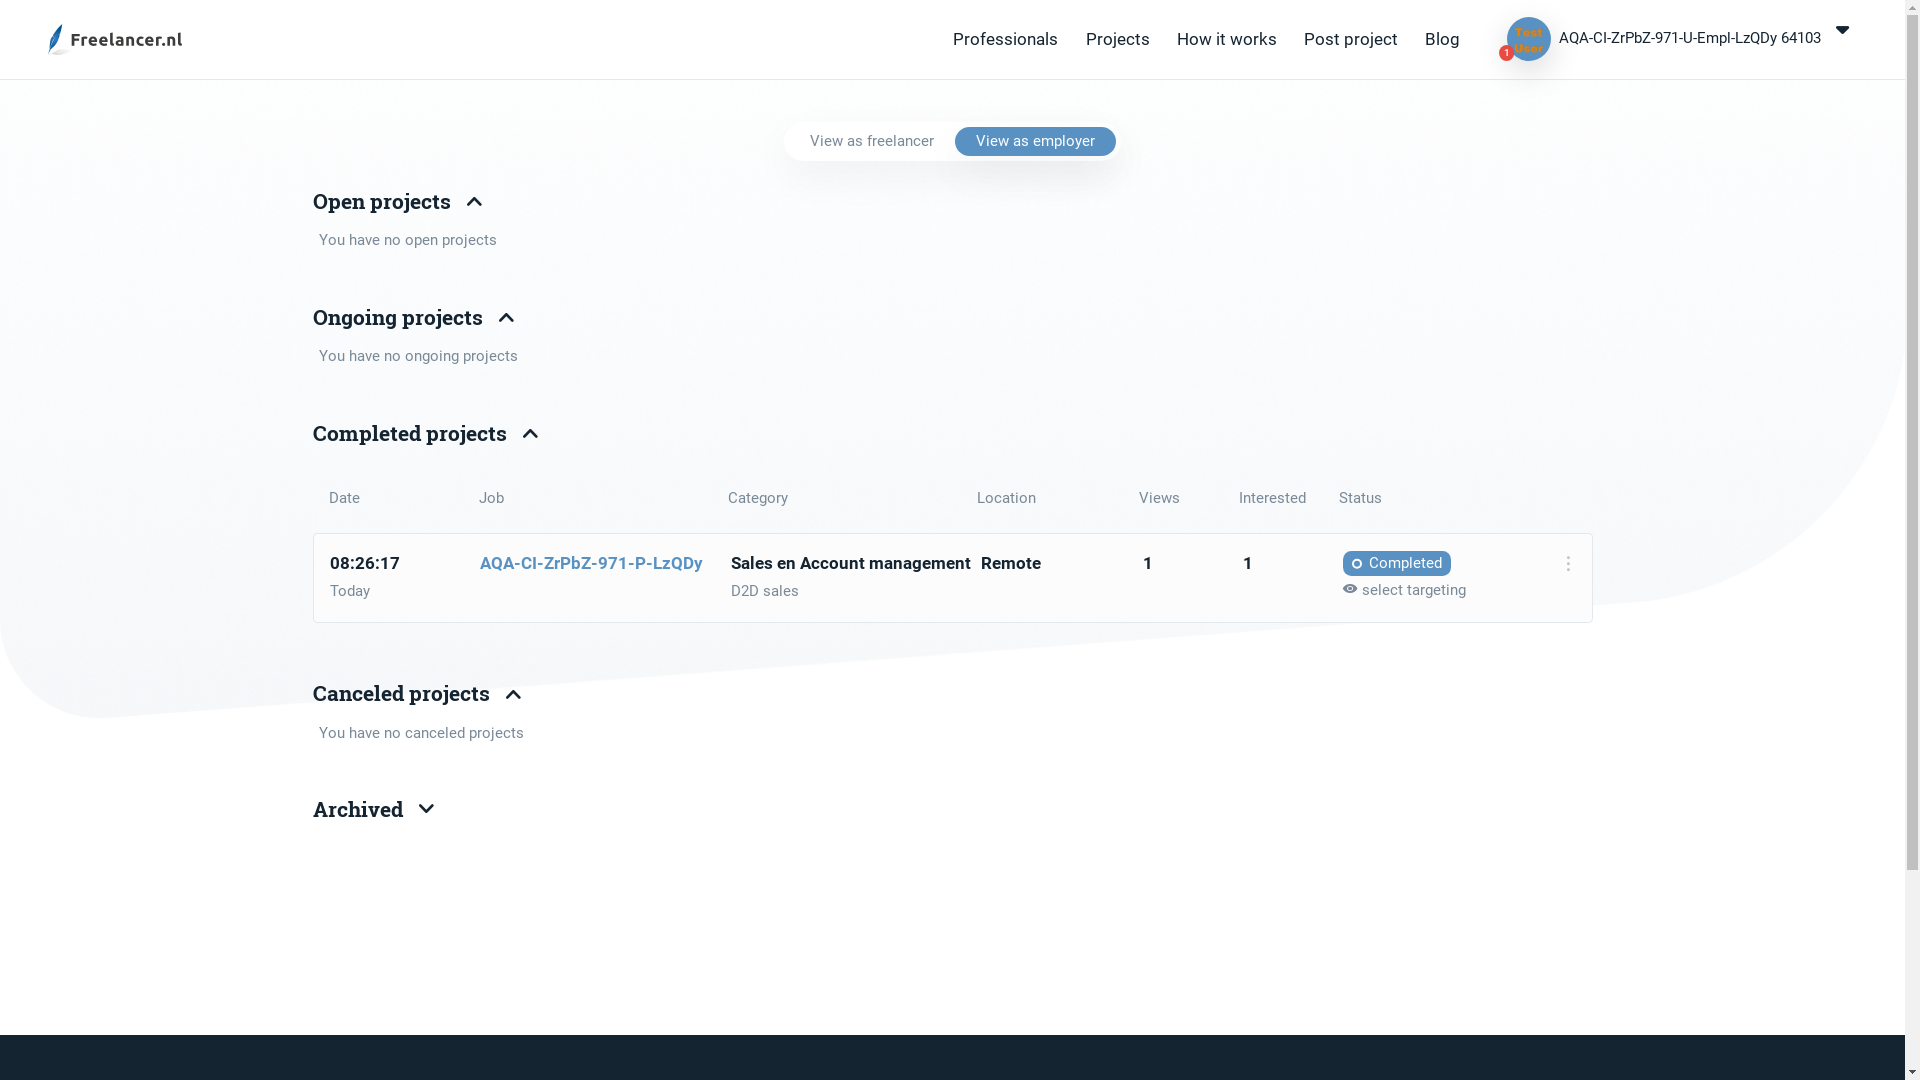 Freelancer.nl
Professionals
Projects
How it works
Post project
Blog
Test
User
1
AQA-CI-ZrPbZ-971-U-Empl-LzQDy 64103
View as freelancer
View as employer
Open projects
You have no open projects
Ongoing projects
You have no ongoing projects
Completed projects
Date Job Category Location Views Interested Status
08:26:17 AQA-CI-ZrPbZ-971-P-LzQDy Sales en Account management Remote 1 1 Completed
Today D2D sales select targeting
Canceled projects
You have no canceled projects
Archived